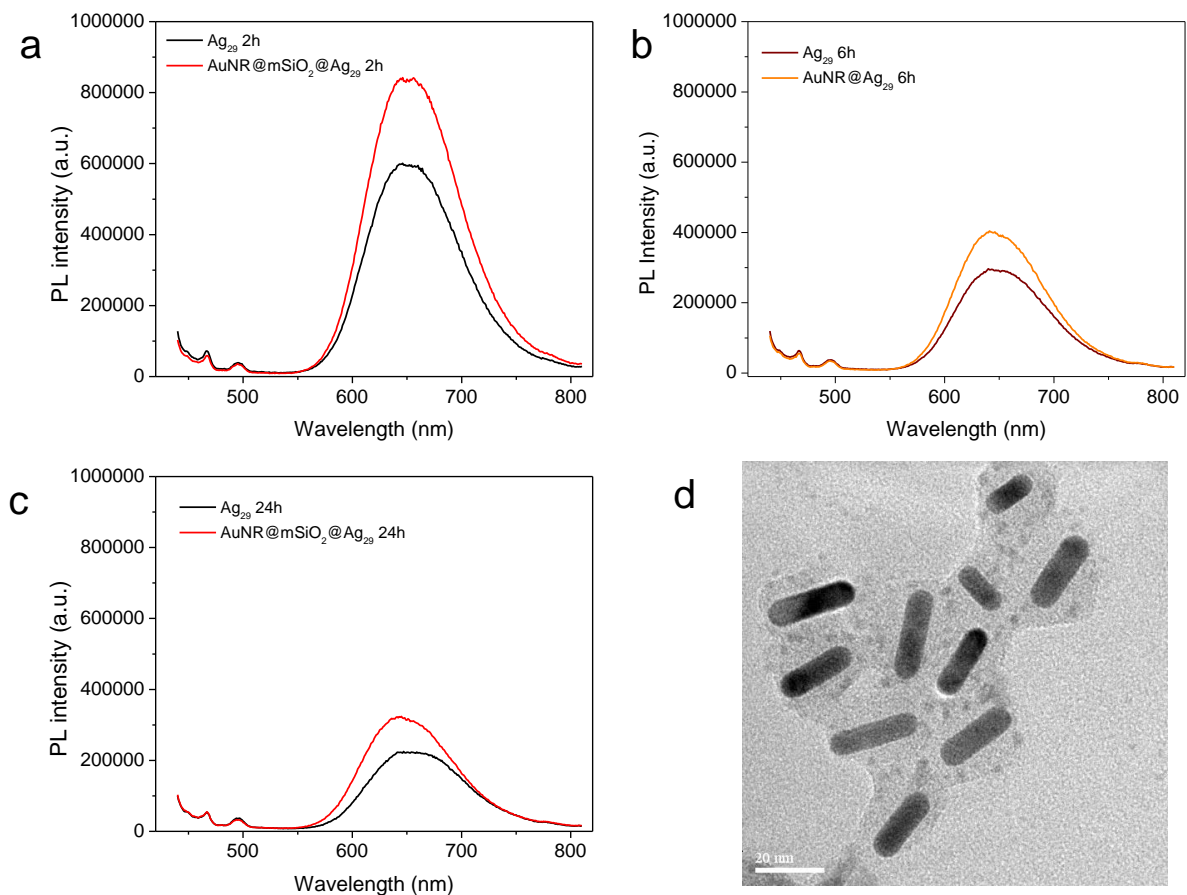 a
1000000
800000
600000
400000
200000
0
Ag₂₉ 2h
AuNR@mSiO₂@Ag₂₉ 2h
PL intensity (a.u.)
500 600 700 800
Wavelength (nm)
b
1000000
800000
600000
400000
200000
0
Ag₂₉ 6h
AuNR@Ag₂₉ 6h
PL Intensity (a.u.)
500 600 700 800
Wavelength (nm)
c
1000000
800000
600000
400000
200000
0
Ag₂₉ 24h
AuNR@mSiO₂@Ag₂₉ 24h
PL intensity (a.u.)
500 600 700 800
Wavelength (nm)
d
20 nm